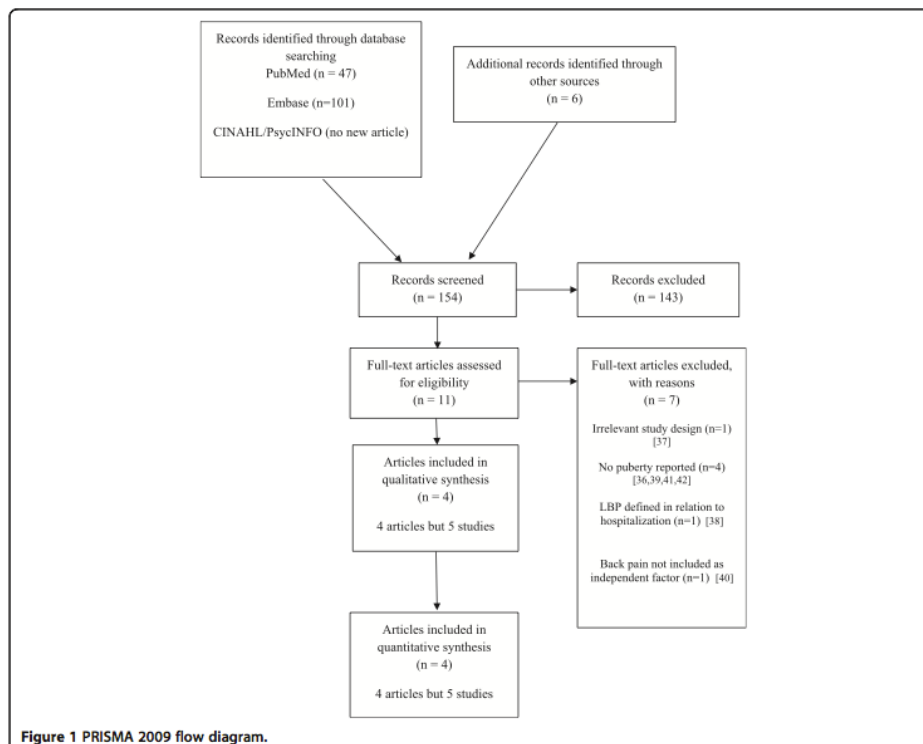 Records identified through database
searching
PubMed (n = 47)
Embase (n=101)
CINAHL/PsycINFO (no new article)
Additional records identified through
other sources
(n = 6)
Records screened
(n = 154)
Records excluded
(n = 143)
Full-text articles assessed
for eligibility
(n = 11)
Full-text articles excluded,
with reasons
(n = 7)
Irrelevant study design (n=1)
[37]
No puberty reported (n=4)
[36,39,41,42]
LBP defined in relation to
hospitalization (n=1) [38]
Back pain not included as
independent factor (n=1) [40]
Articles included in
qualitative synthesis
(n = 4)
4 articles but 5 studies
Articles included in
quantitative synthesis
(n = 4)
4 articles but 5 studies
Figure 1 PRISMA 2009 flow diagram.